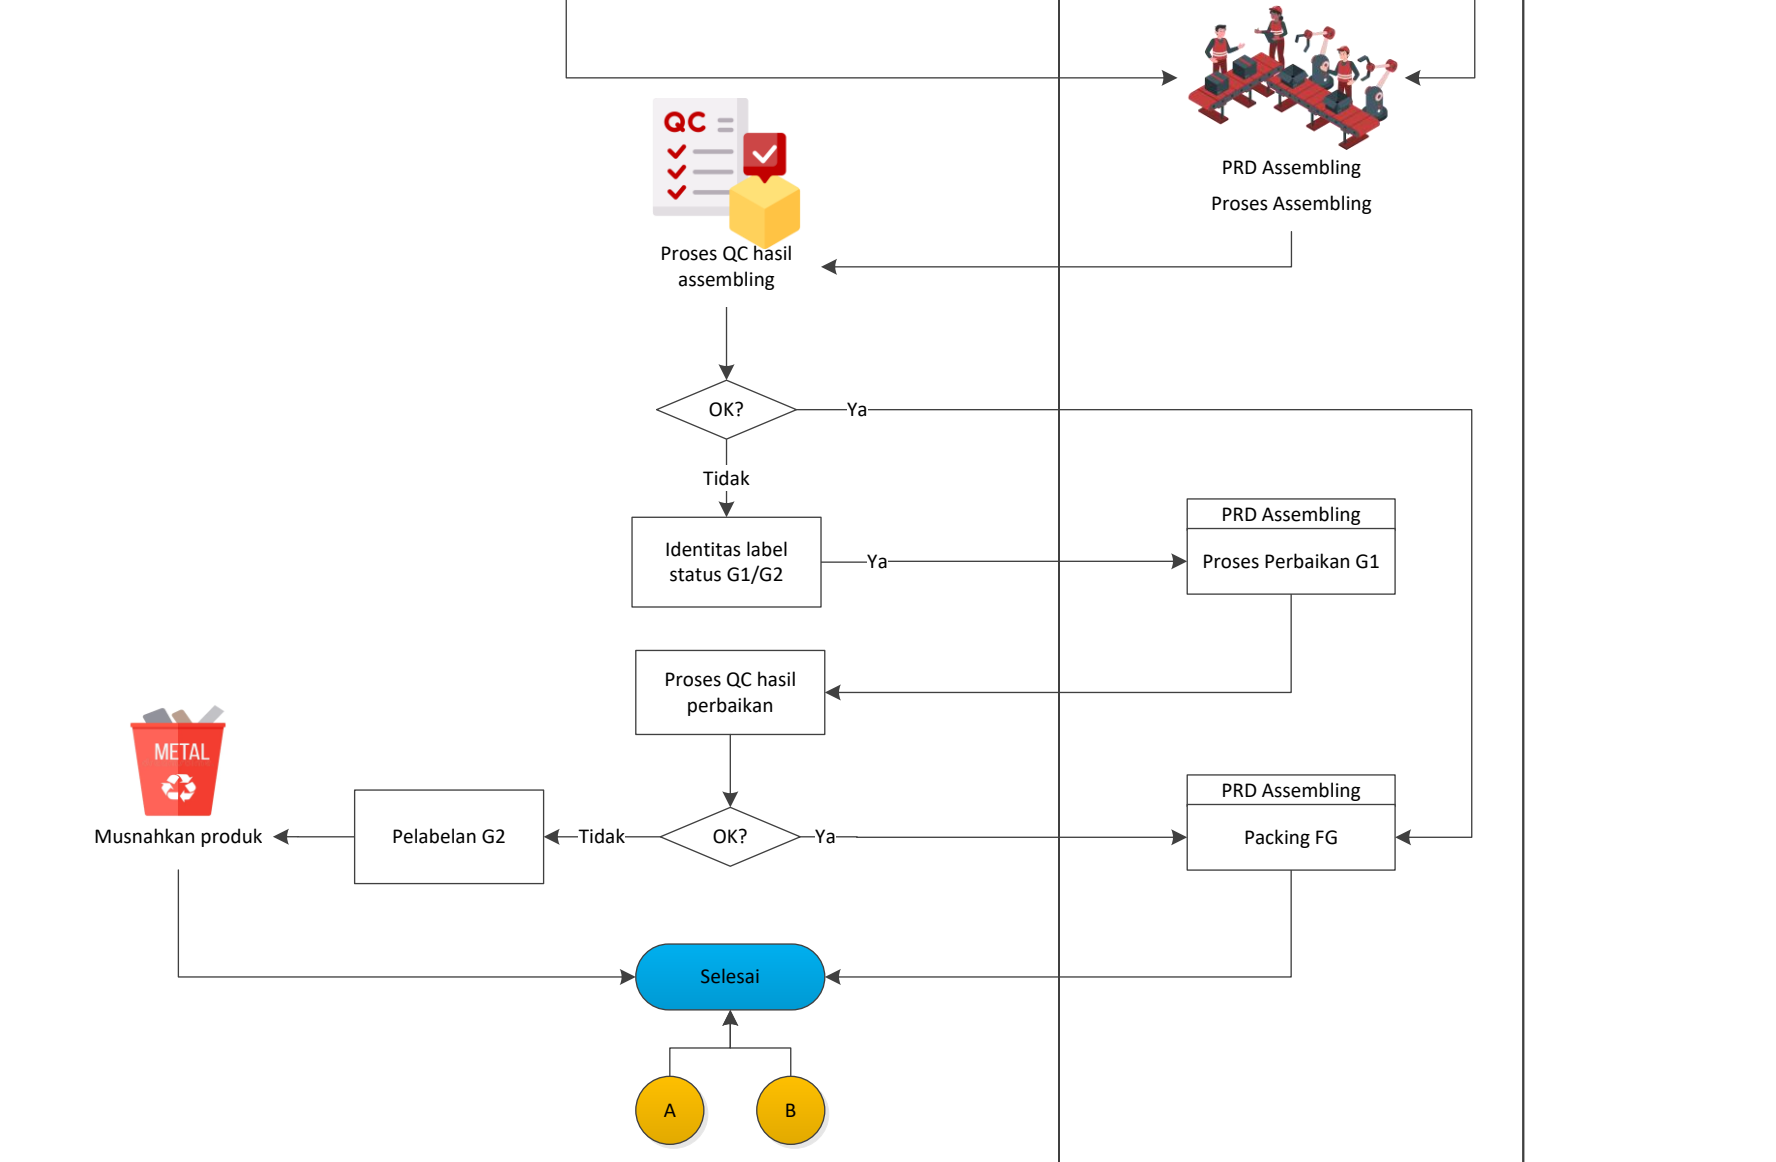 QC
PRD Assembling
Proses Assembling
Proses QC hasil
assembling
OK?
Ya
Tidak
Identitas label
status G1/G2
Ya
PRD Assembling
Proses Perbaikan G1
Proses QC hasil
perbaikan
METAL
Musnahkan produk
Pelabelan G2
Tidak
OK?
Ya
PRD Assembling
Packing FG
Selesai
A
B